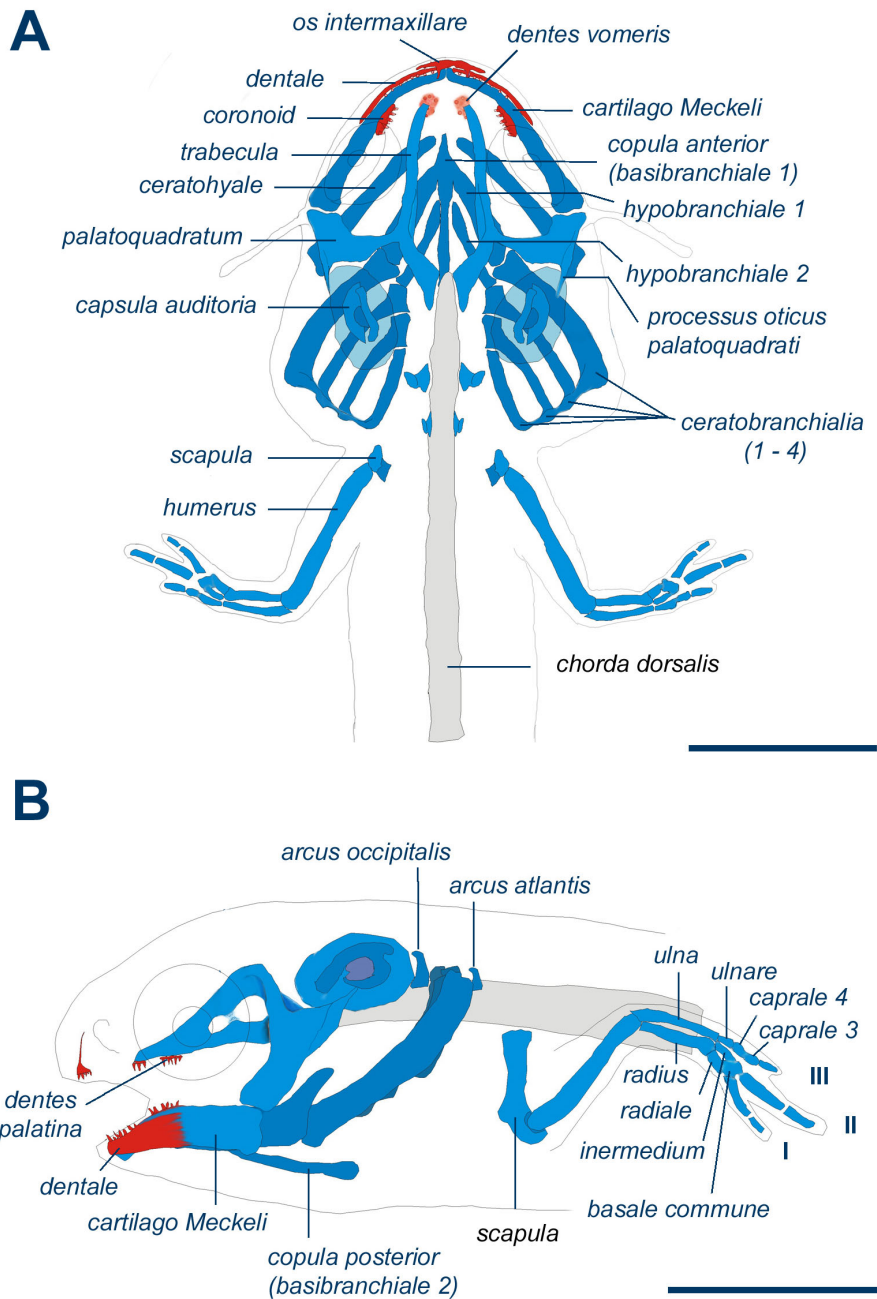 A
os intermaxillare
dentes vomeris
dentale
coronoid
cartilago Meckeli
trabecula
copula anterior
(basibranchiale 1)
ceratohyale
hypobranchiale 1
palatoquadratum
hypobranchiale 2
capsula auditoria
processus oticus
palatoquadrati
ceratobranchialia
(1 - 4)
scapula
humerus
chorda dorsalis
B
arcus occipitalis
arcus atlantis
ulna
ulnare
caprale 4
caprale 3
III
radius
radiale
II
inermedium
I
basale commune
dentes
palatina
dentale
cartilago Meckeli
scapula
copula posterior
(basibranchiale 2)